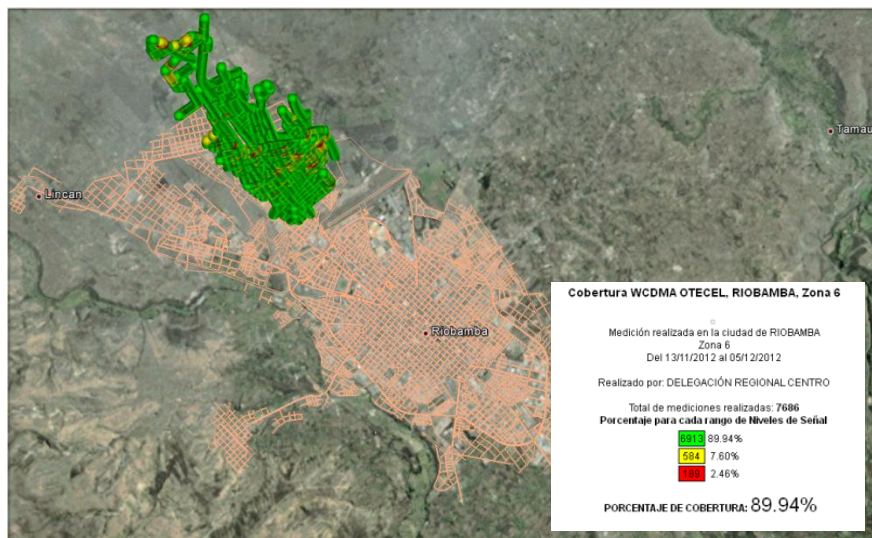 Tamau
Lincan
Riobamba
Cobertura WCDMA OTECEL, RIOBAMBA, Zona 6
Medición realizada en la ciudad de RIOBAMBA
Zona 6
Del 13/11/2012 al 05/12/2012
Realizado por: DELEGACIÓN REGIONAL CENTRO
Total de mediciones realizadas: 7686
Porcentaje para cada rango de Niveles de Señal
6913 89.94%
584 7.60%
189 2.46%
PORCENTAJE DE COBERTURA: 89.94%